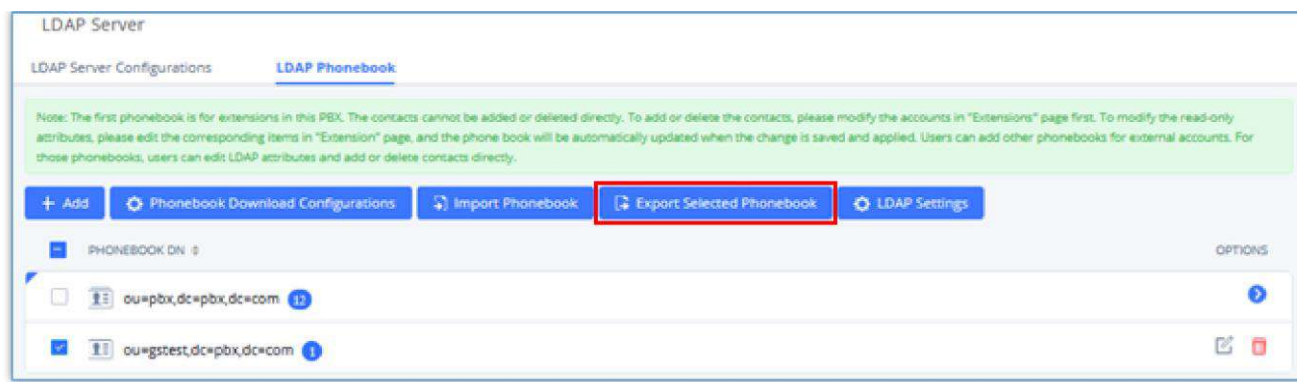 LDAP Server
LDAP Server Configurations LDAP Phonebook
Note: The first phonebook is for extensions in this PBX. The contacts cannot be added or deleted directly. To add or delete the contacts, please modify the accounts in "Extensions" page first. To modify the read-only
attributes, please edit the corresponding items in "Extension" page, and the phone book will be automatically updated when the change is saved and applied. Users can add other phonebooks for external accounts. For
those phonebooks, users can edit LDAP attributes and add or delete contacts directly.
+ Add Phonebook Download Configurations Import Phonebook Export Selected Phonebook LDAP Settings
PHONEBOOK DN OPTIONS
ou=pbx,dc=pbx,dc=com 12
ou=gstest,dc=pbx,dc=com 1